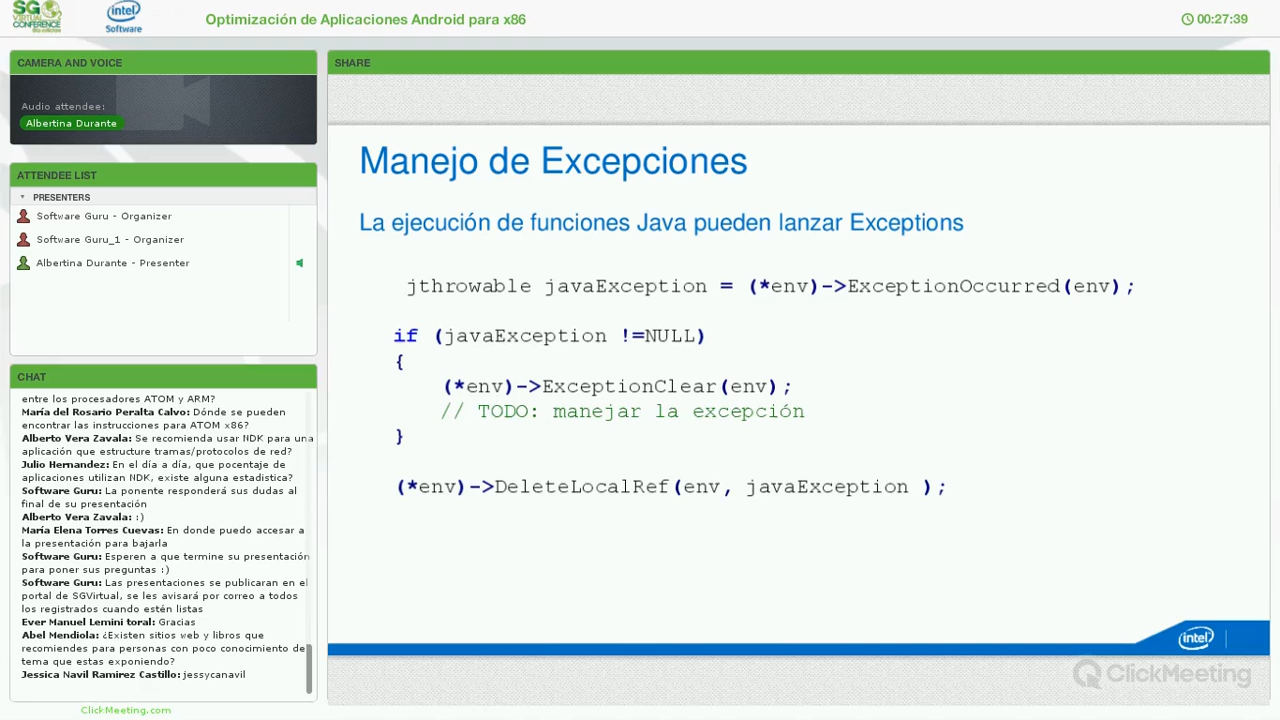 SG
VIRTUAL
CONFERENCE
intel
Software
Optimización de Aplicaciones Android para x86
00:27:39
CAMERA AND VOICE
Audio attendee:
Albertina Durante
ATTENDEE LIST
PRESENTERS
Software Guru - Organizer
Software Guru_1 - Organizer
Albertina Durante - Presenter
CHAT
entre los procesadores ATOM y ARM?
María del Rosario Peralta Calvo: Dónde se pueden
encontrar las instrucciones para ATOM x86?
Alberto Vera Zavala: Se recomienda usar NDK para una
aplicación que estructure tramas/protocolos de red?
Julio Hernandez: En el día a día, que pocentaje de
aplicaciones utilizan NDK, existe alguna estadistica?
Software Guru: La ponente responderá sus dudas al
final de su presentación
Alberto Vera Zavala: :)
María Elena Torres Cuevas: En donde puedo accesar a
la presentación para bajarla
Software Guru: Esperen a que termine su presentación
para poner sus preguntas :)
Software Guru: Las presentaciones se publicaran en el
portal de SGVirtual, se les avisará por correo a todos
los registrados cuando estén listas
Ever Manuel Lemini toral: Gracias
Abel Mendiola: ¿Existen sitios web y libros que
recomiendes para personas con poco conocimiento de
tema que estas exponiendo?
Jessica Navil Ramirez Castillo: jessycanavil
ClickMeeting.com
SHARE
Manejo de Excepciones
La ejecución de funciones Java pueden lanzar Exceptions
jthrowable javaException = (*env)->ExceptionOccurred(env);
if (javaException !=NULL)
{
(*env)->ExceptionClear(env);
// TODO: manejar la excepción
}
(*env)->DeleteLocalRef(env, javaException );
intel
ClickMeeting